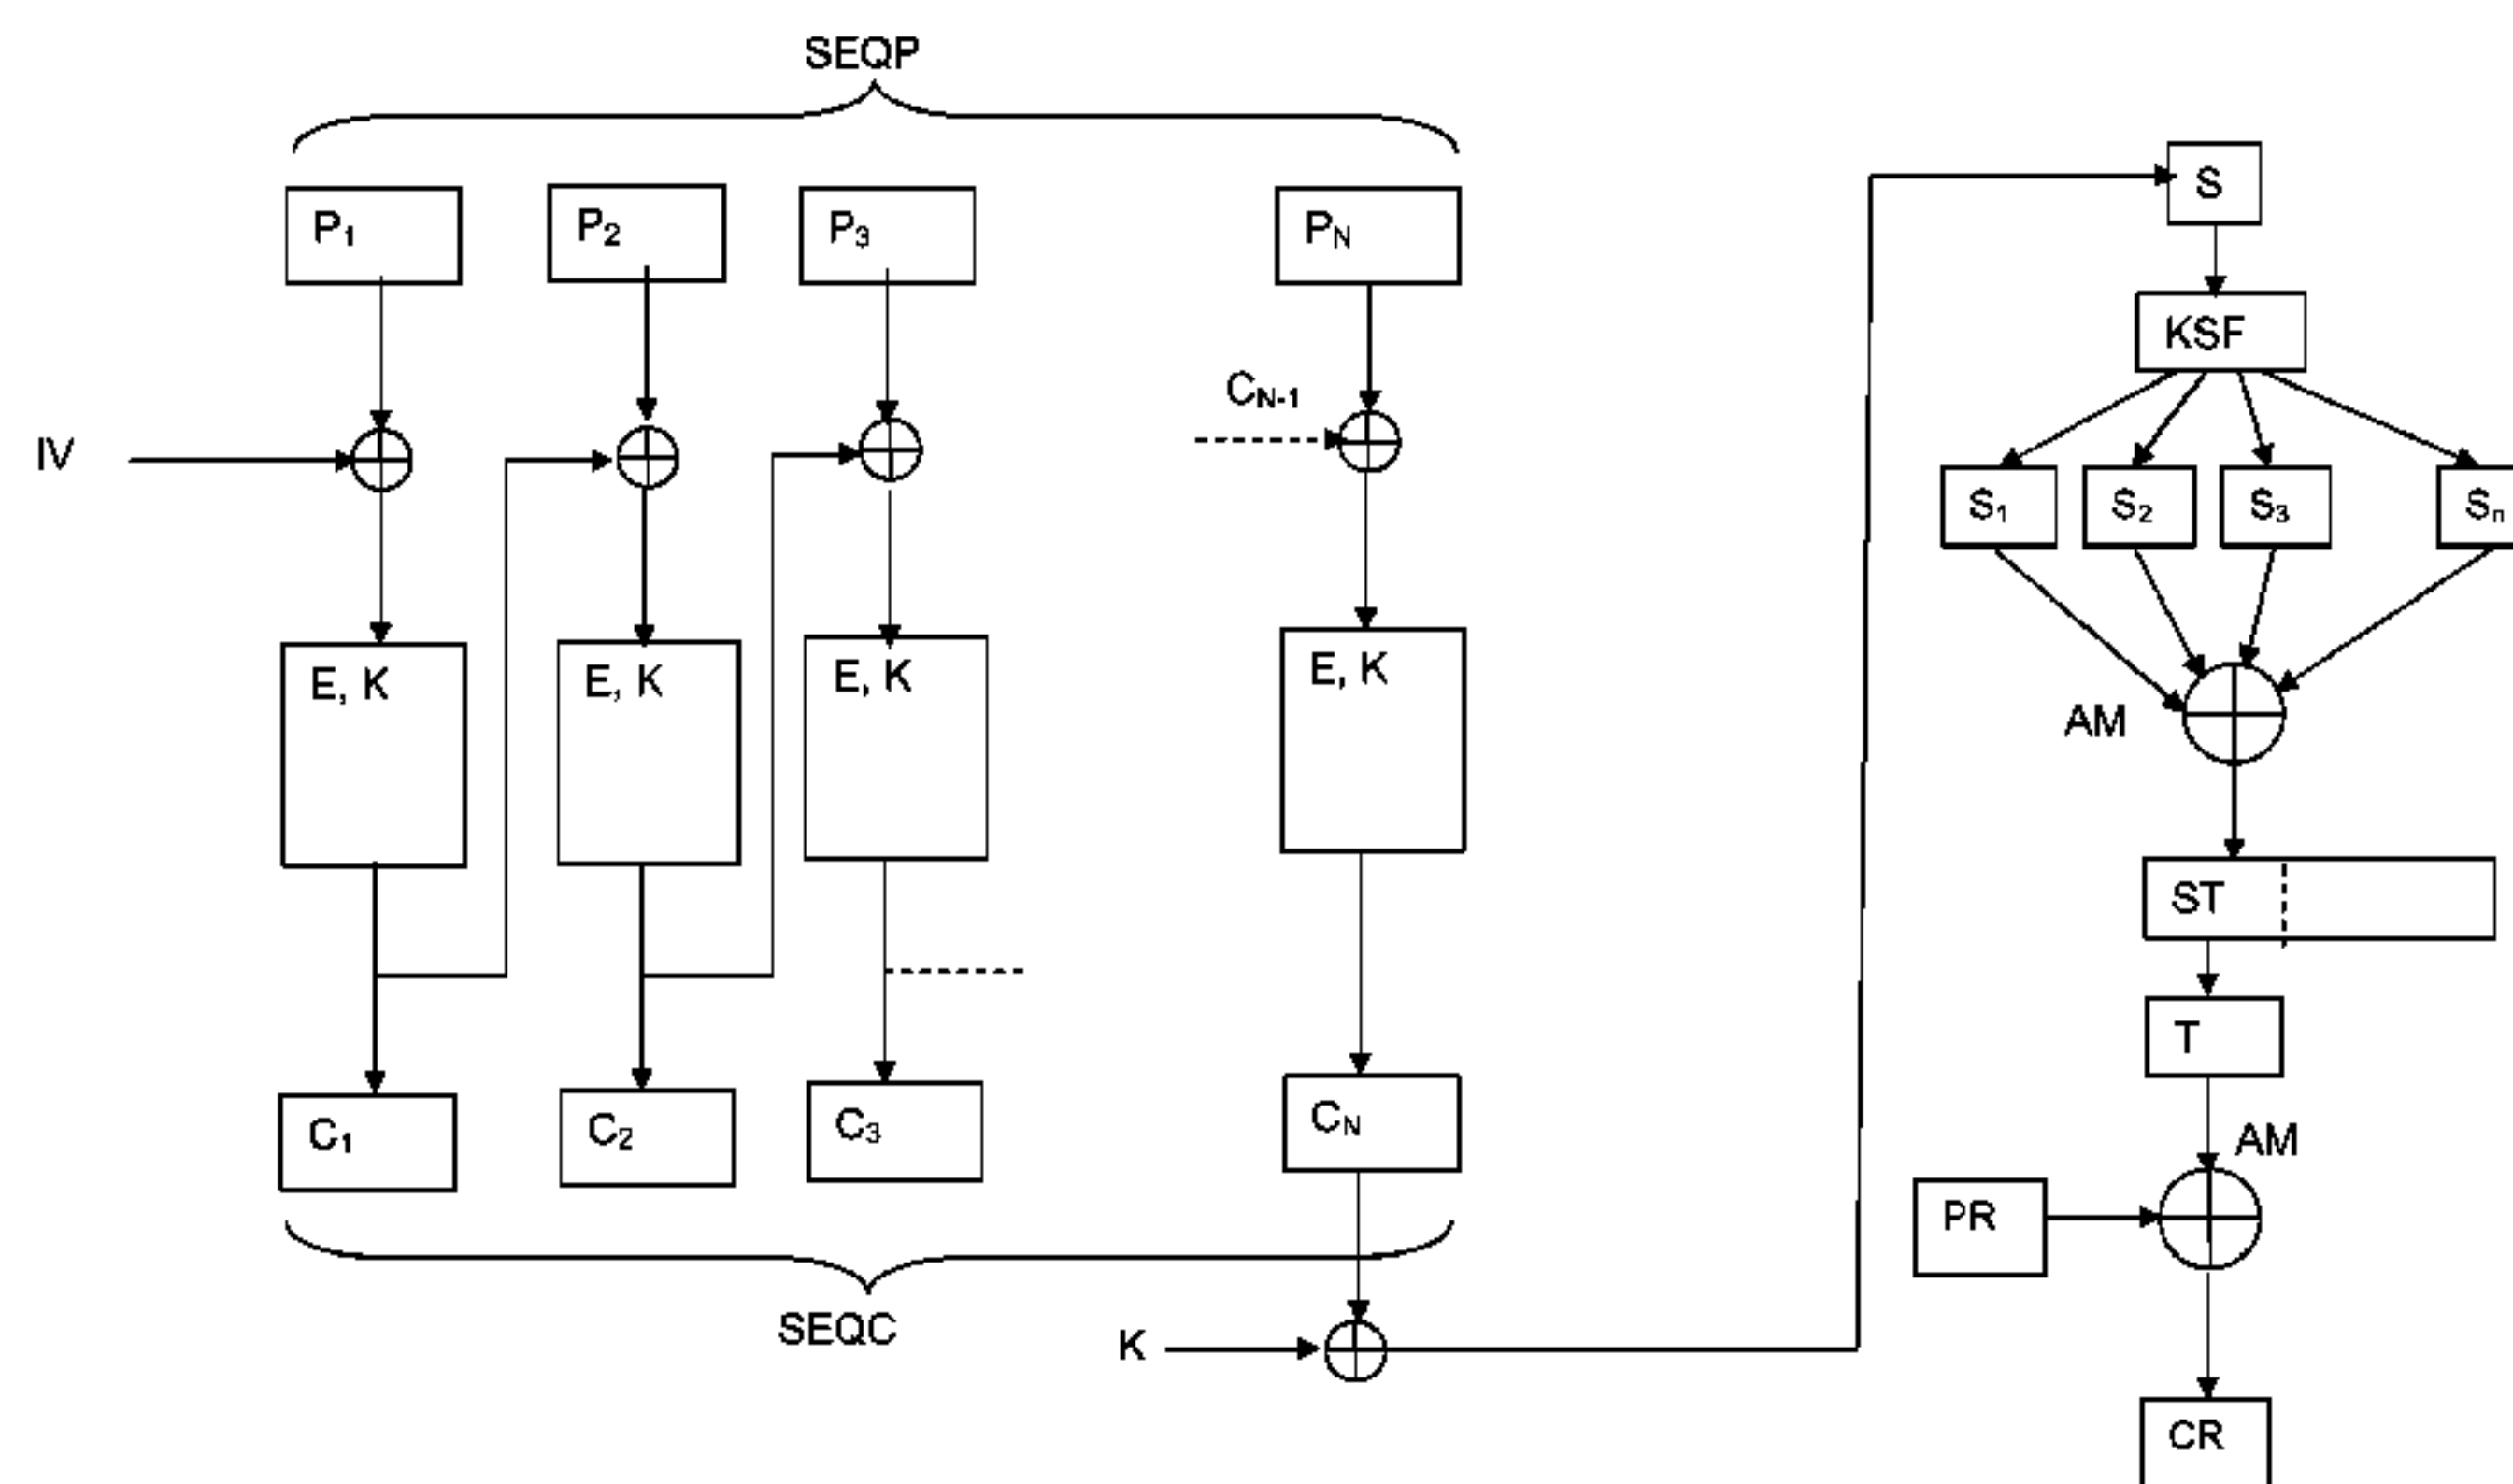 SEQP
P1 P2 P3 PN
S
KSF
CN-1
IV
S1 S2 S3 Sn
E, K E, K E, K E, K
AM
ST
T
C1 C2 C3 CN
AM
PR
SEQC
K
CR